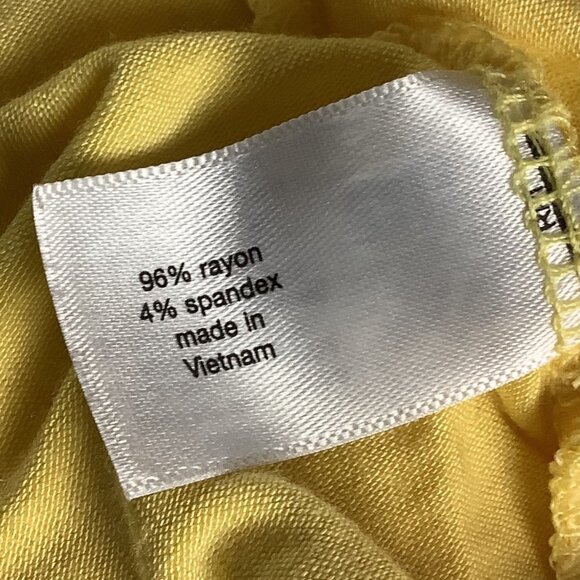 96% rayon
4% spandex
made in
Vietnam